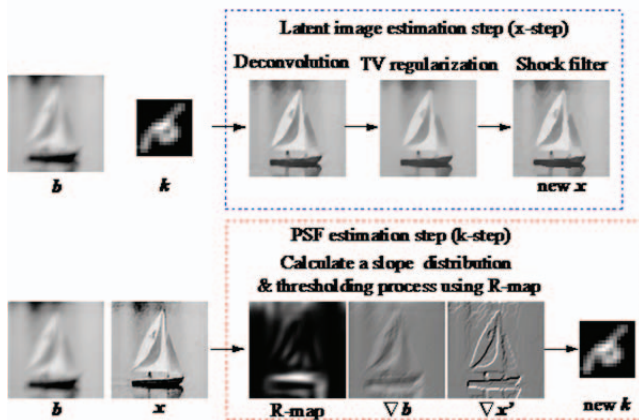 Latent image estimation step (x-step)
Deconvolution TV regularization Shock filter
b k new x
PSF estimation step (k-step)
Calculate a slope distribution
& thresholding process using R-map
b x R-map ∇b ∇x’ new k